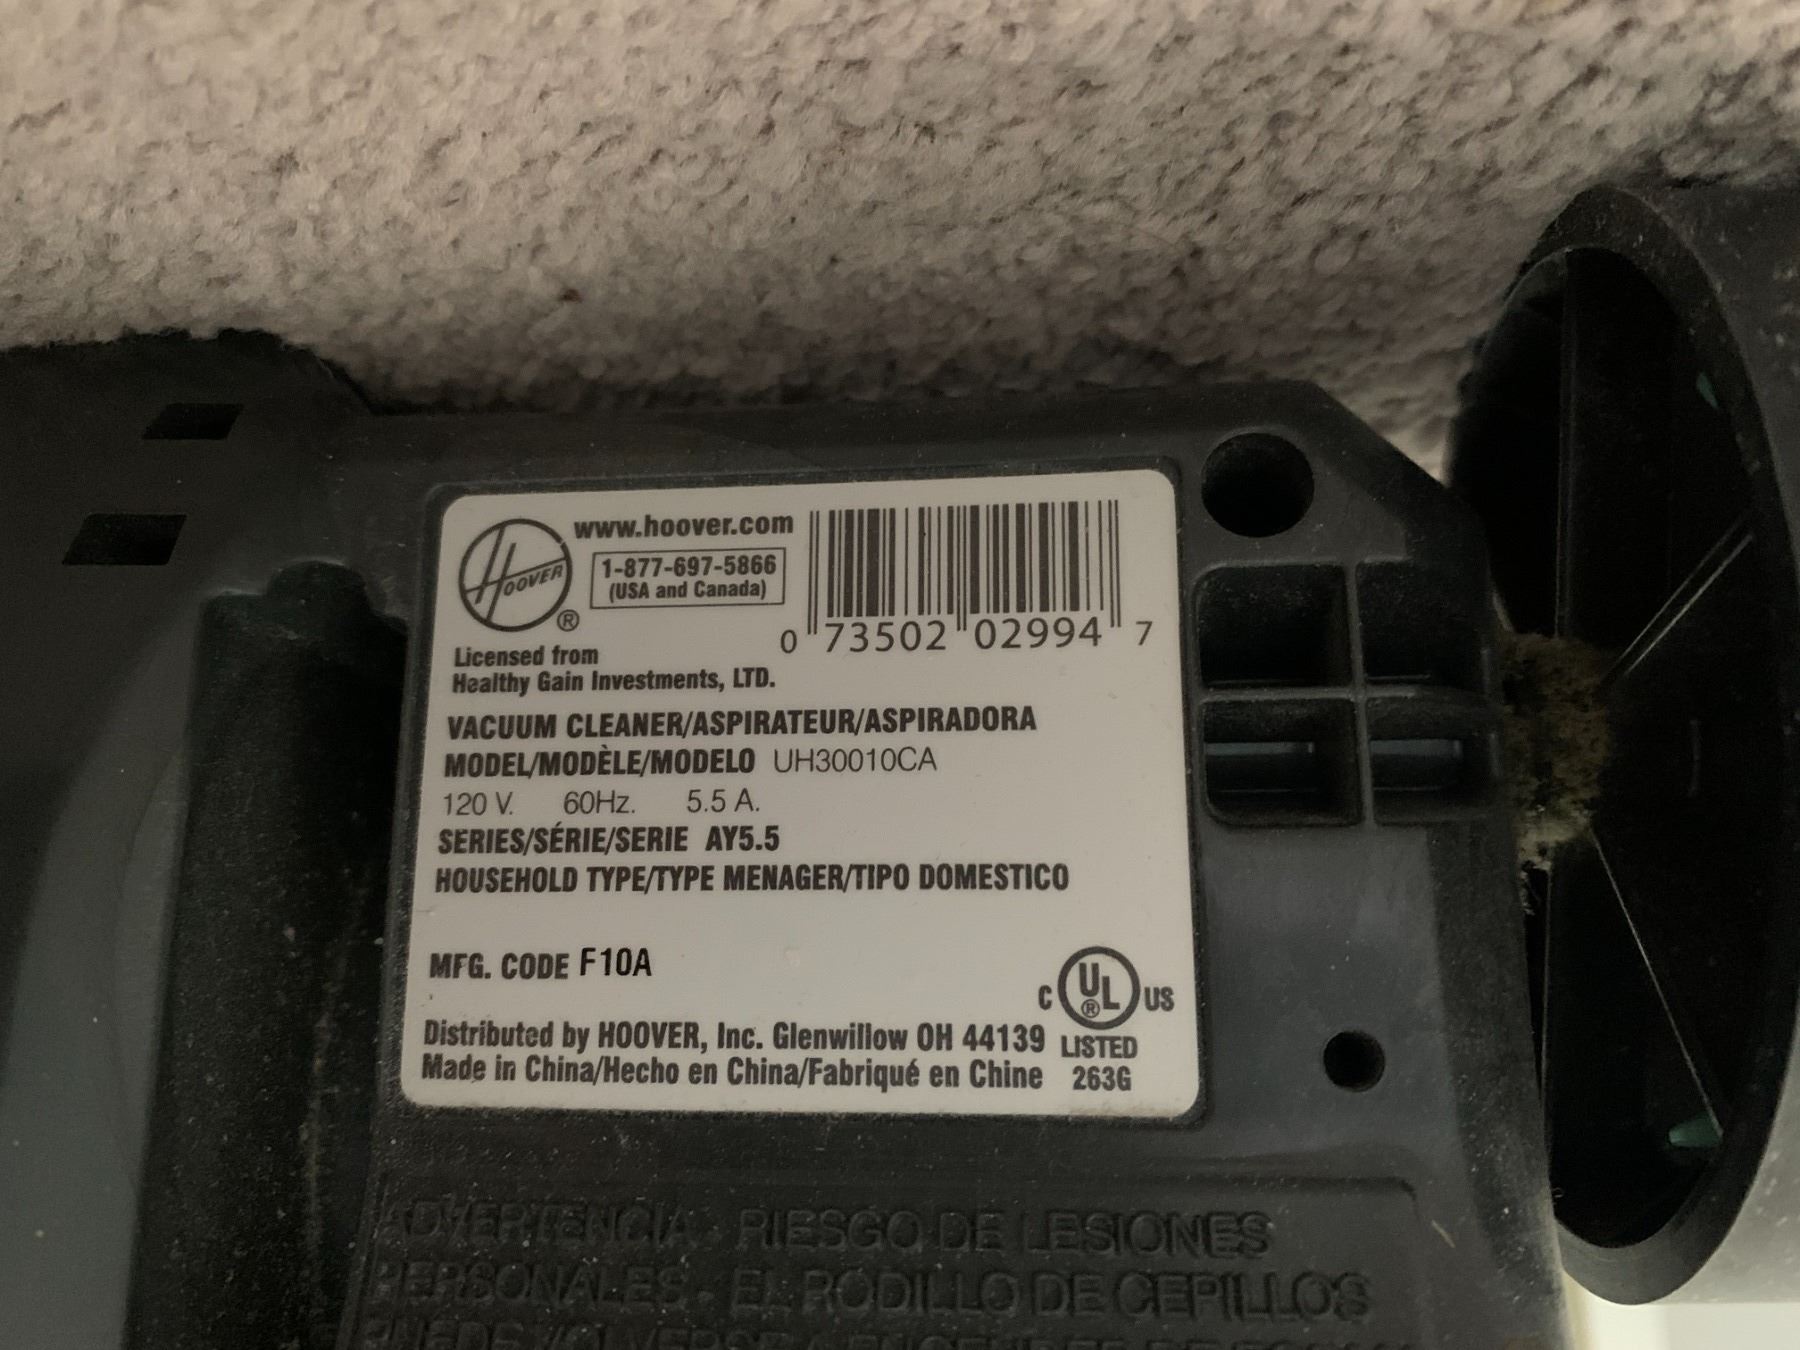 www.hoover.com
HOOVER®
1-877-697-5866
(USA and Canada)
0 73502 02994 7
Licensed from
Healthy Gain Investments, LTD.
VACUUM CLEANER/ASPIRATEUR/ASPIRADORA
MODEL/MODÈLE/MODELO UH30010CA
120 V. 60Hz. 5.5 A.
SERIES/SÉRIE/SERIE AY5.5
HOUSEHOLD TYPE/TYPE MENAGER/TIPO DOMESTICO
MFG. CODE F10A
C UL® US
LISTED
263G
Distributed by HOOVER, Inc. Glenwillow OH 44139
Made in China/Hecho en China/Fabriqué en Chine
ADVERTENCIA: RIESGO DE LESIONES
PERSONALES - EL RODILLO DE CEPILLOS
PUEDE